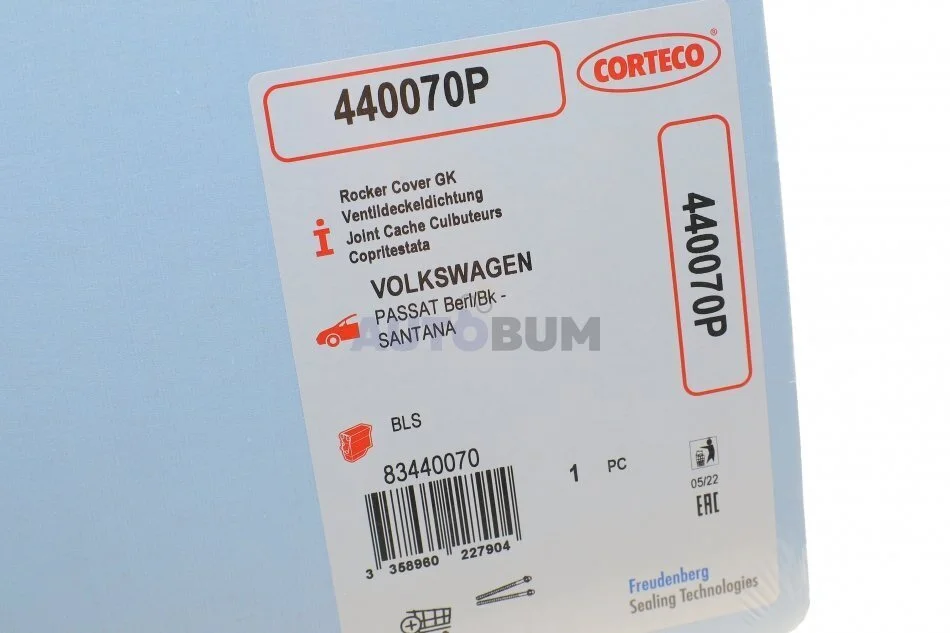 440070P
CORTECO®
440070P
Rocker Cover GK
Ventildeckeldichtung
Joint Cache Culbuteurs
Copritestata
VOLKSWAGEN
PASSAT Berl/Bk -
SANTANA
AUTOBUM
BLS
83440070
1 PC
05/22
EAC
3 358960 227904
Freudenberg
Sealing Technologies